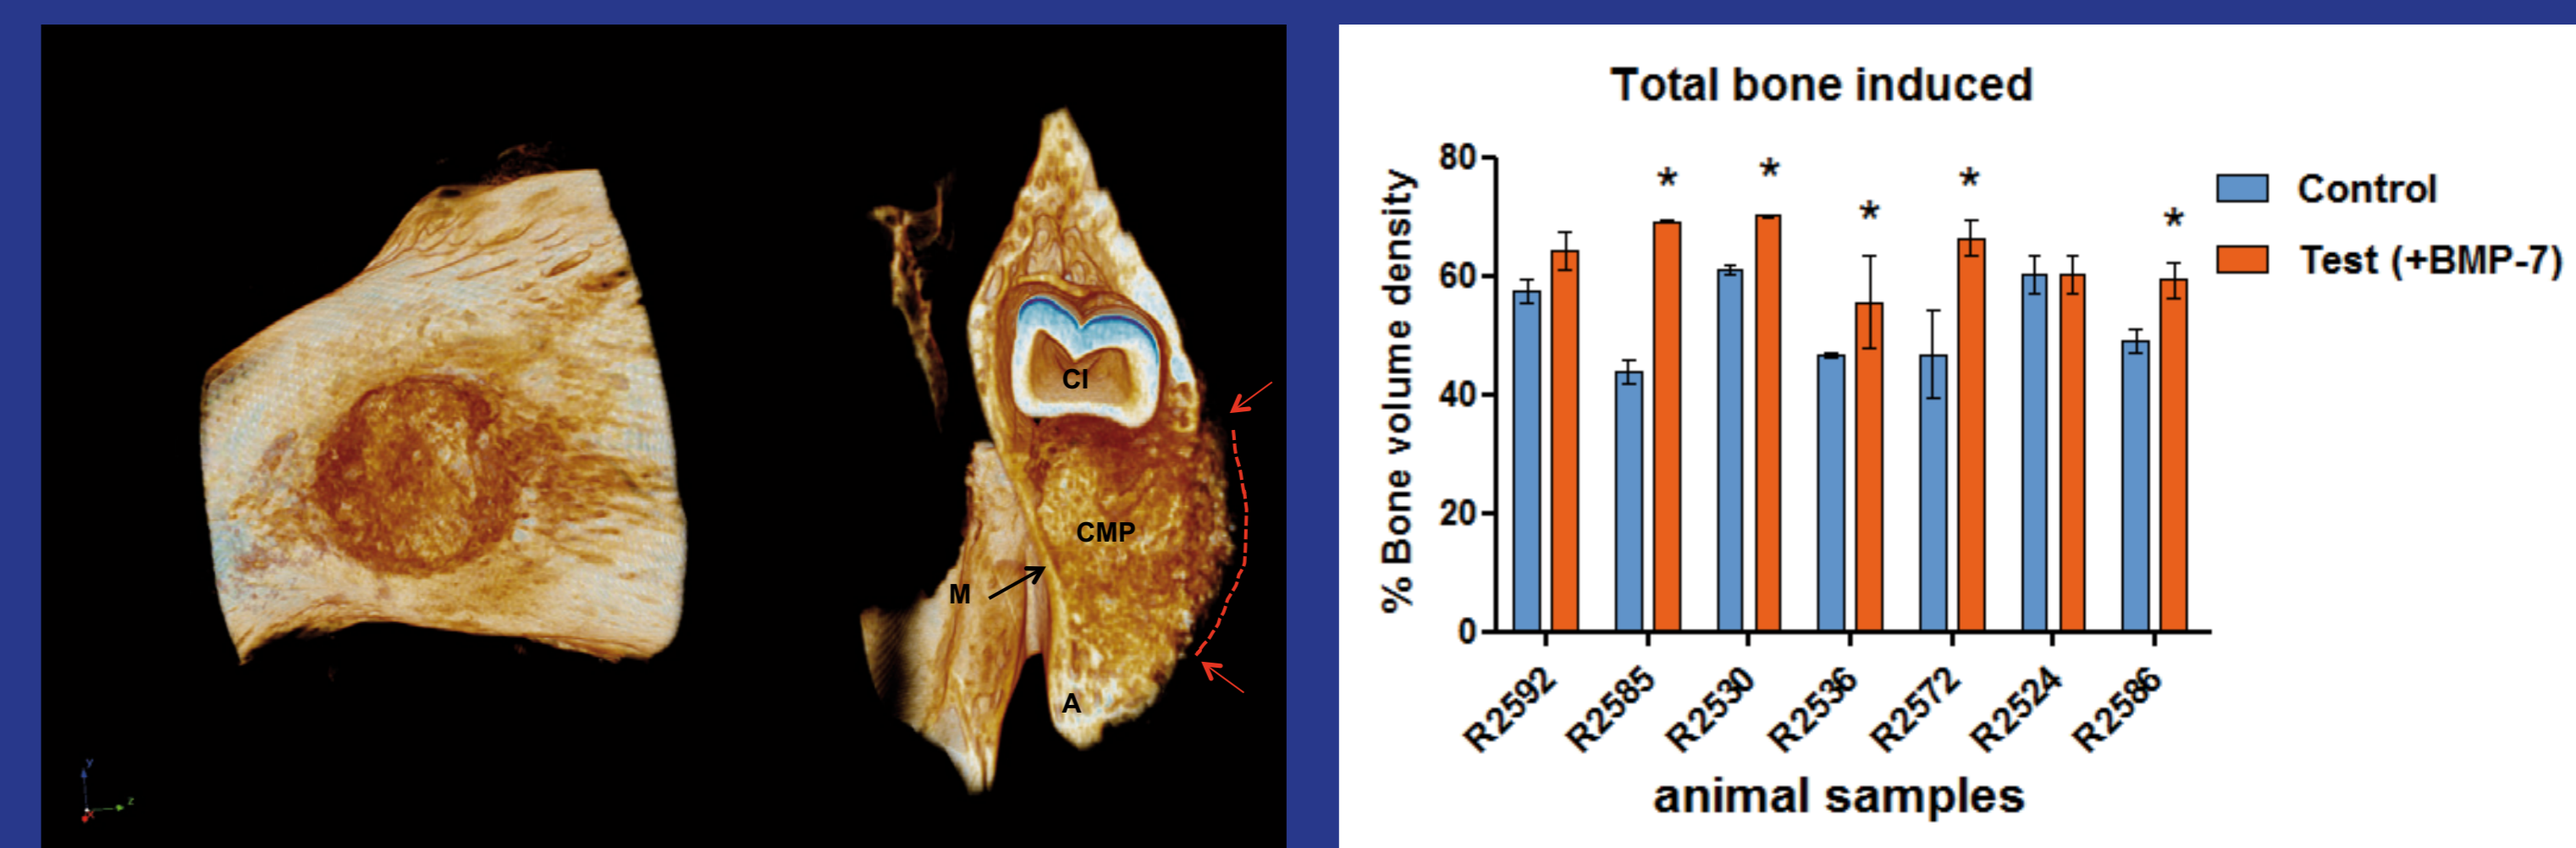 CI
CMP
M
A
y
z
x
Total bone induced
% Bone volume density
80
60
40
20
0
*
*
*
*
*
Control
Test (+BMP-7)
R2592
R2585
R2530
R2536
R2572
R2524
R2586
animal samples